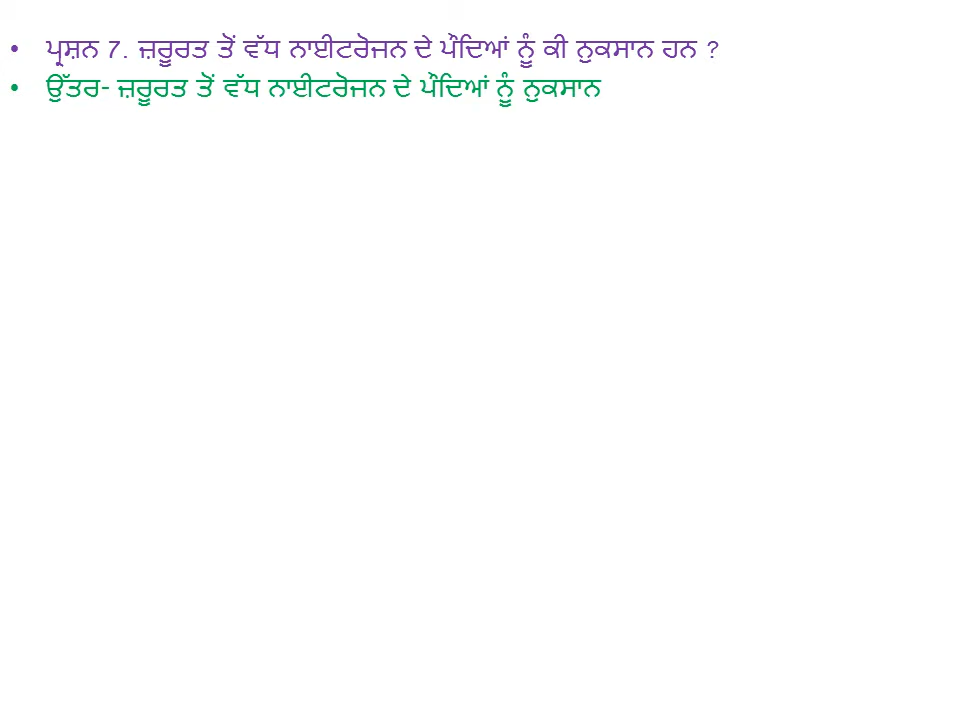 • ਪ੍ਰਸ਼ਨ 7. ਜ਼ਰੂਰਤ ਤੋਂ ਵੱਧ ਨਾਈਟਰੋਜਨ ਦੇ ਪੌਦਿਆਂ ਨੂੰ ਕੀ ਨੁਕਸਾਨ ਹਨ ?
• ਉੱਤਰ- ਜ਼ਰੂਰਤ ਤੋਂ ਵੱਧ ਨਾਈਟਰੋਜਨ ਦੇ ਪੌਦਿਆਂ ਨੂੰ ਨੁਕਸਾਨ